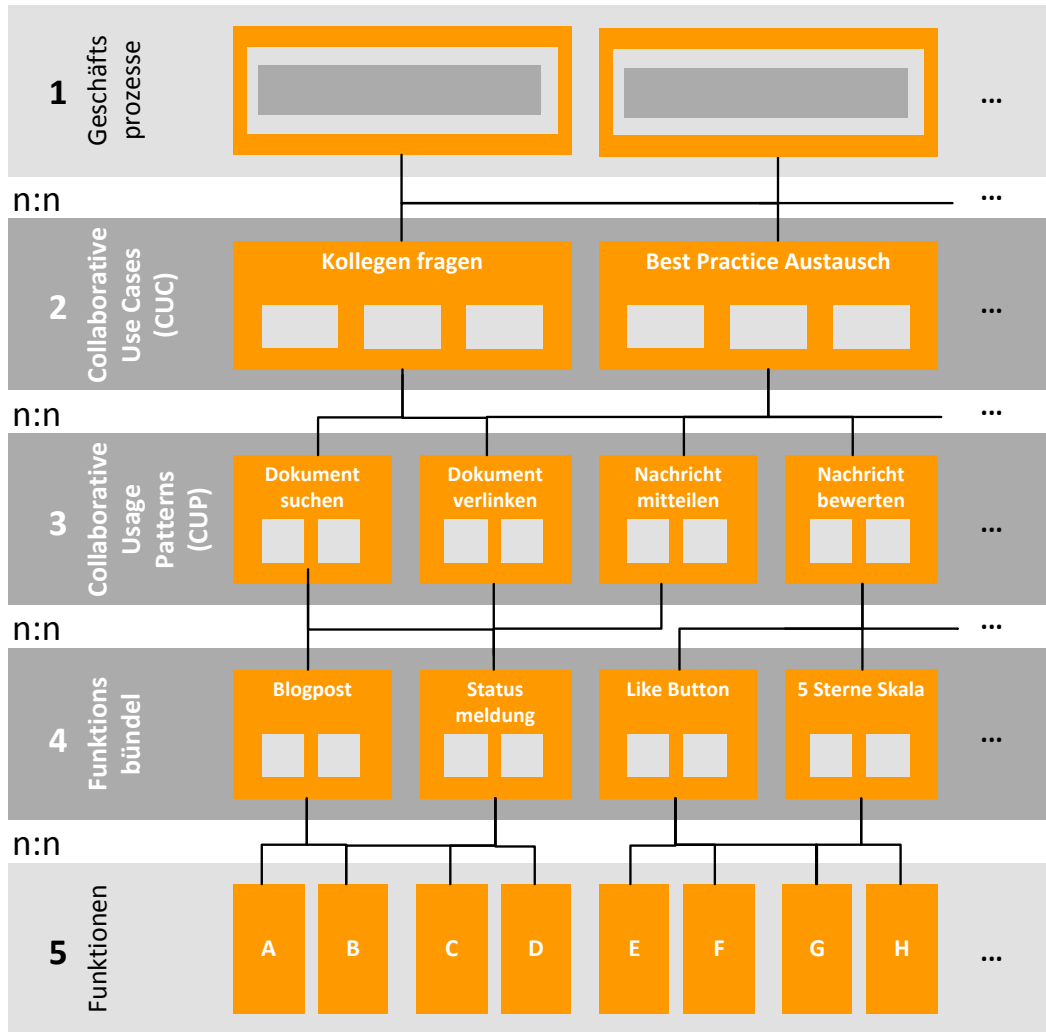 1
Geschäfts
prozesse
...
n:n
...
2
Collaborative
Use Cases
(CUC)
Kollegen fragen
Best Practice Austausch
...
n:n
...
3
Collaborative
Usage
Patterns
(CUP)
Dokument
suchen
Dokument
verlinken
Nachricht
mitteilen
Nachricht
bewerten
...
n:n
...
4
Funktions
bündel
Blogpost
Status
meldung
Like Button
5 Sterne Skala
...
n:n
5
Funktionen
A
B
C
D
E
F
G
H
...